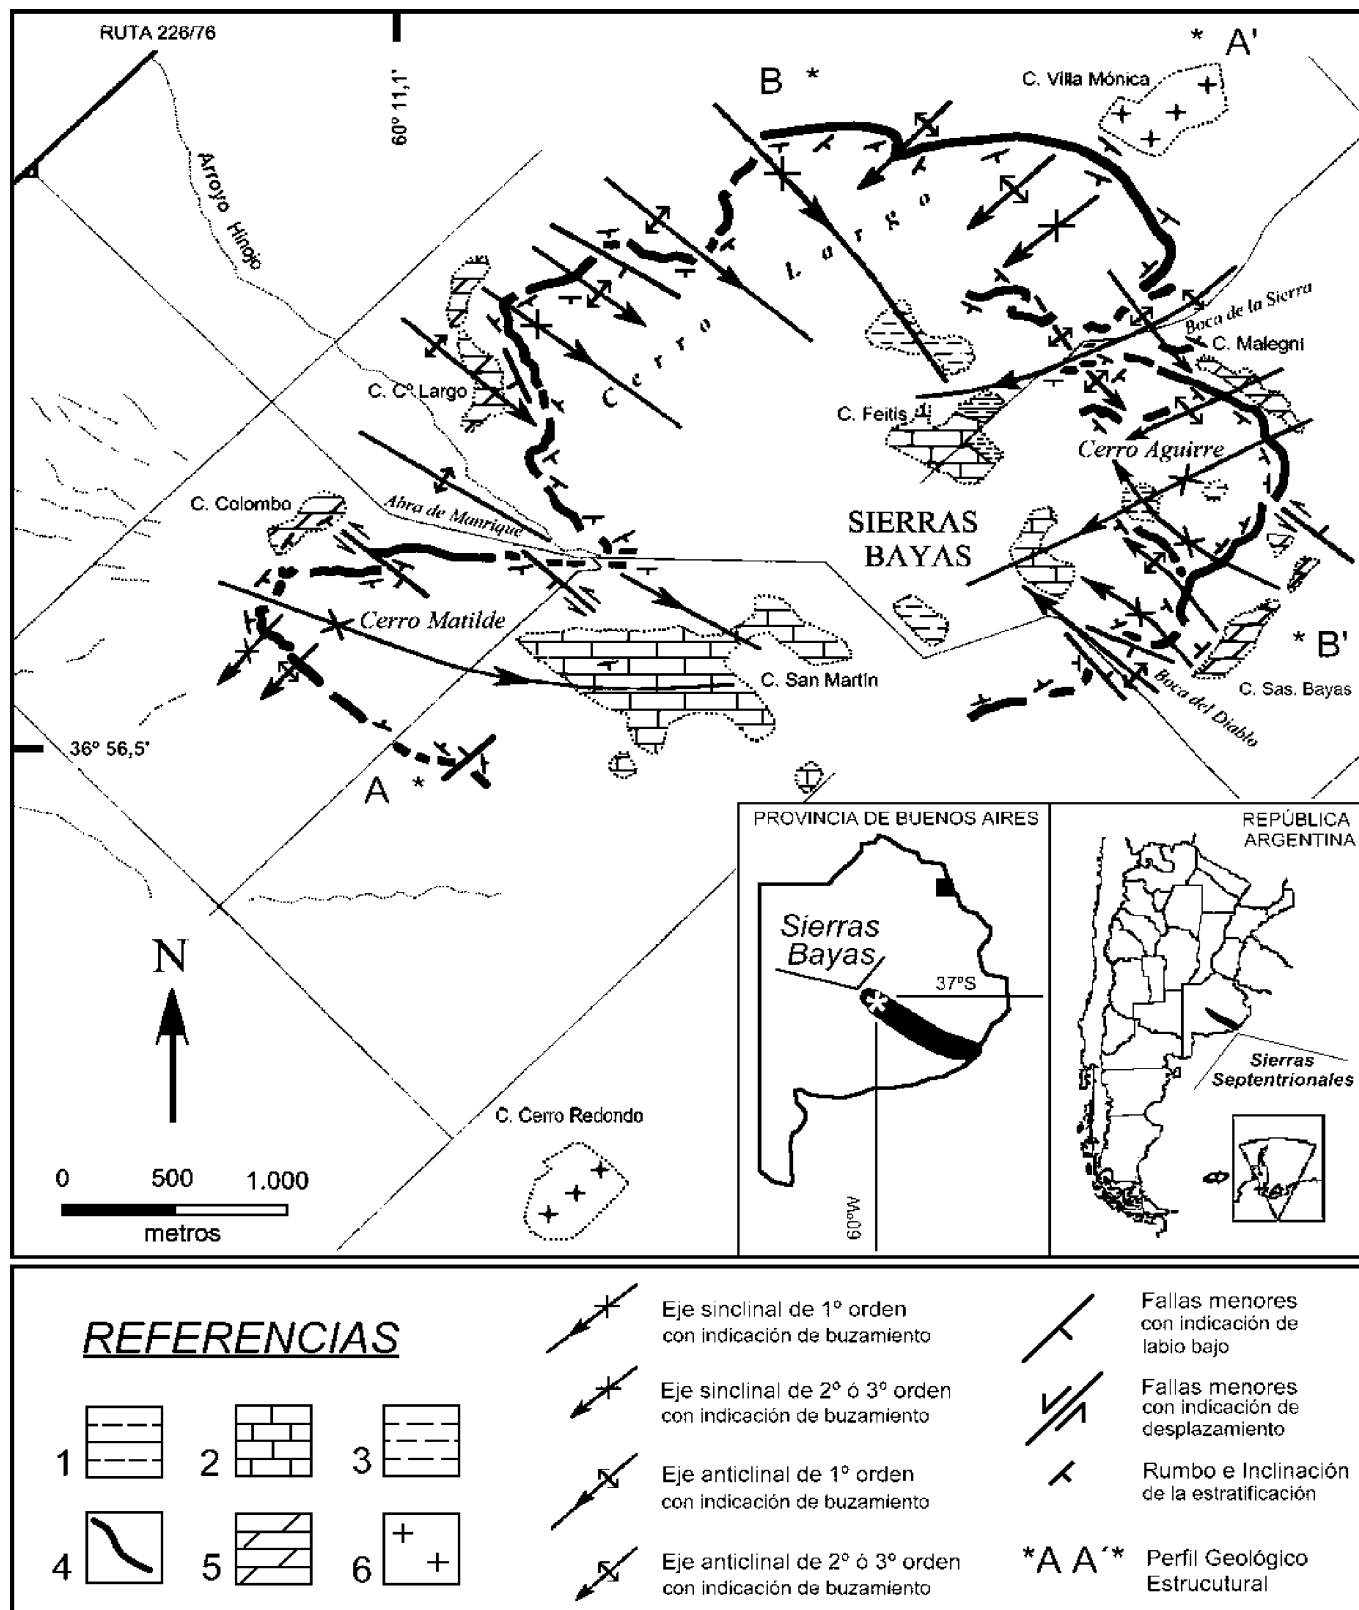 RUTA 226/76
60º 11,1'
Arroyo Hinojo
B *
* A'
C. Villa Mónica
Cerro Largo
Boca de la Sierra
C. Malegni
C. Cº Largo
C. Feitis
Cerro Aguirre
C. Colombo
Abra de Manrique
SIERRAS
BAYAS
Cerro Matilde
* B'
C. San Martín
C. Sas. Bayas
Boca del Diablo
36º 56,5'
A *
N
C. Cerro Redondo
0 500 1.000
metros
PROVINCIA DE BUENOS AIRES
Sierras
Bayas
37ºS
60ºW
REPÚBLICA
ARGENTINA
Sierras
Septentrionales
REFERENCIAS
1 2 3
4 5 6
Eje sinclinal de 1º orden
con indicación de buzamiento
Eje sinclinal de 2º ó 3º orden
con indicación de buzamiento
Eje anticlinal de 1º orden
con indicación de buzamiento
Eje anticlinal de 2º ó 3º orden
con indicación de buzamiento
Fallas menores
con indicación de
labio bajo
Fallas menores
con indicación de
desplazamiento
Rumbo e Inclinación
de la estratificación
*A A´*
Perfil Geológico
Estrucutural